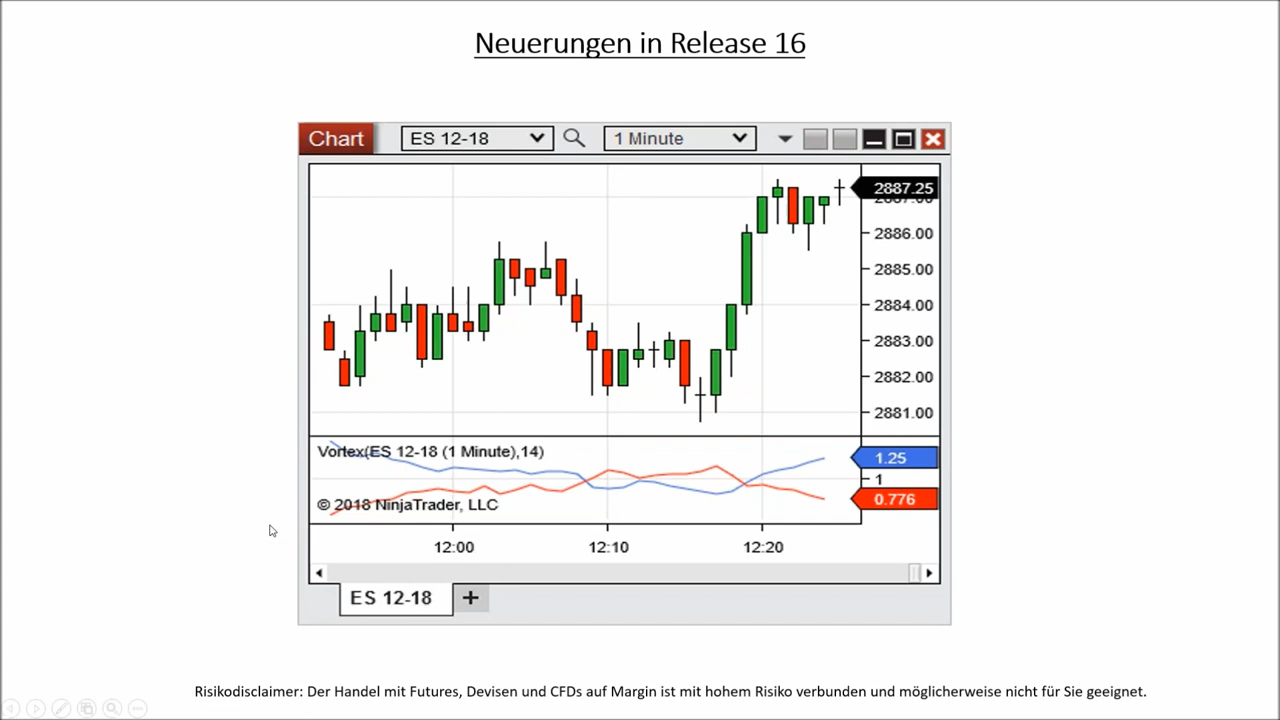 Neuerungen in Release 16
Chart ES 12-18 1 Minute
2887.25
2886.00
2885.00
2884.00
2883.00
2882.00
2881.00
Vortex(ES 12-18 (1 Minute),14)
1.25
1
0.776
© 2018 NinjaTrader, LLC
12:00 12:10 12:20
ES 12-18 +
Risikodisclaimer: Der Handel mit Futures, Devisen und CFDs auf Margin ist mit hohem Risiko verbunden und möglicherweise nicht für Sie geeignet.